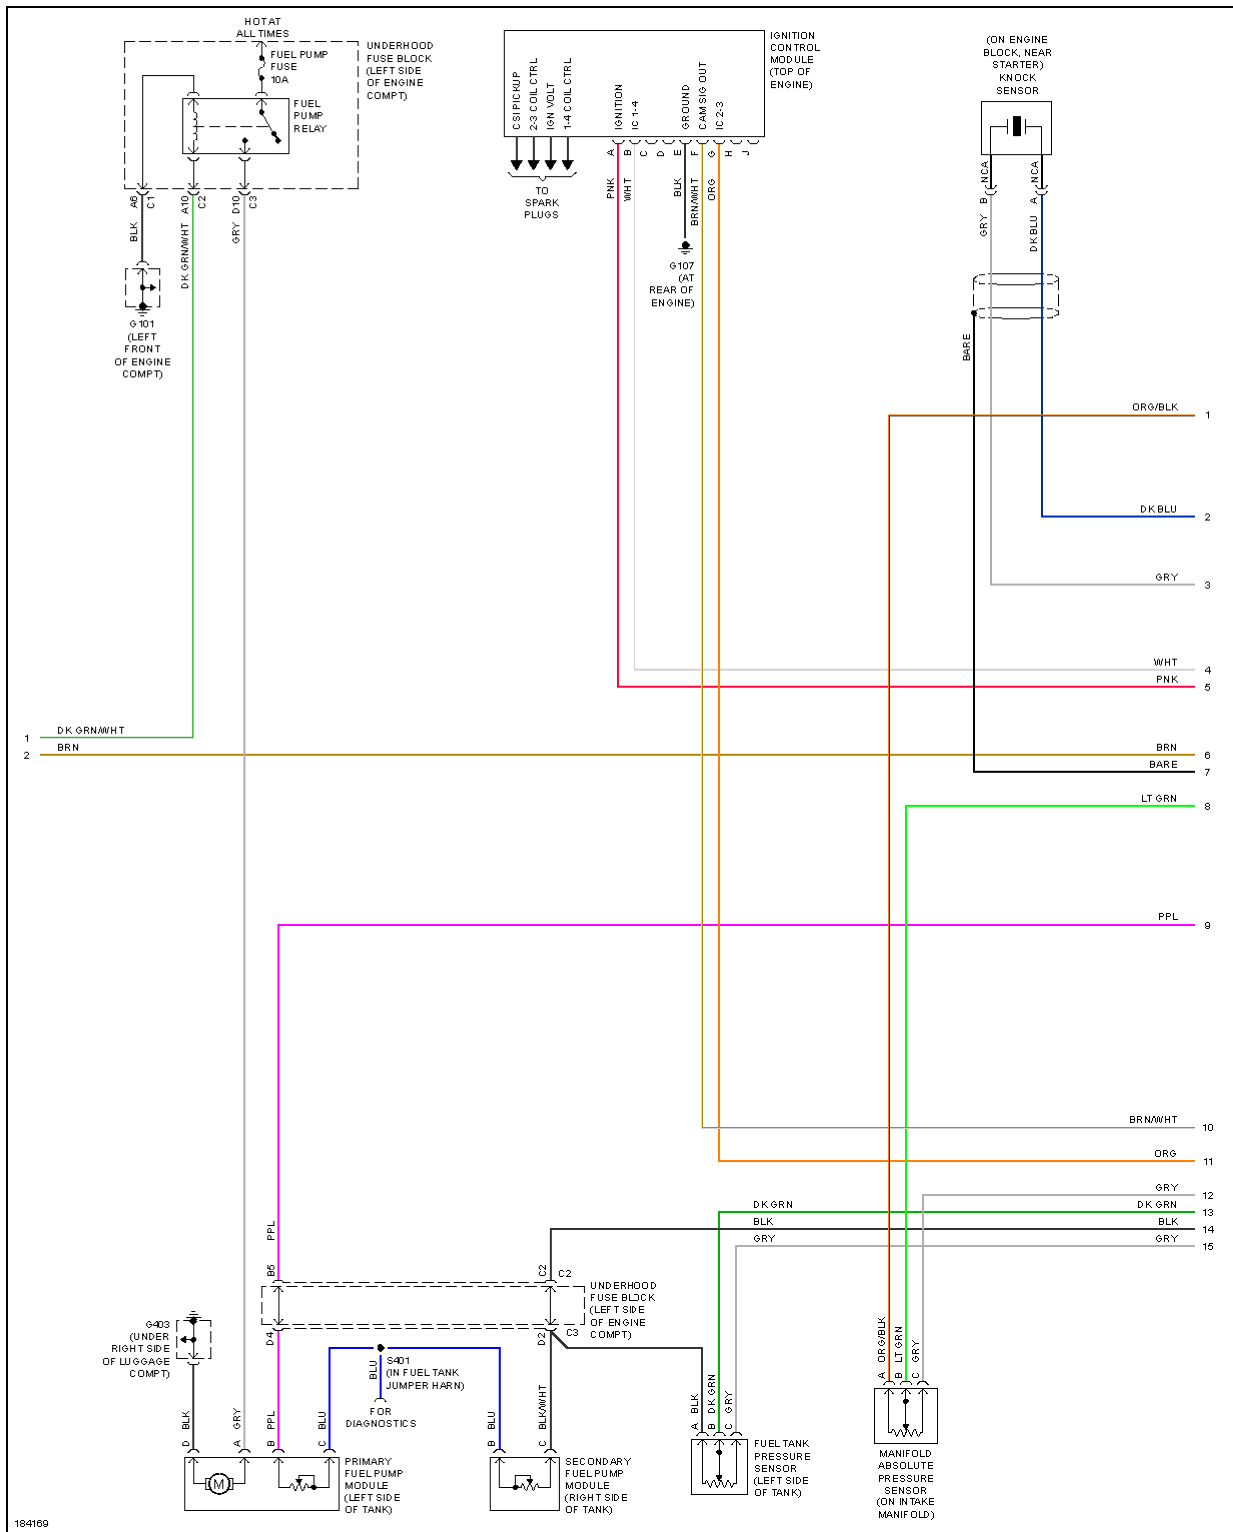 HOT AT
ALL TIMES
FUEL PUMP
FUSE
10A
UNDERHOOD
FUSE BLOCK
(LEFT SIDE
OF ENGINE
COMPT)
FUEL
PUMP
RELAY
A6
C1
A10
C2
D10
C3
BLK
DK GRN/WHT
GRY
G101
(LEFT
FRONT
OF ENGINE
COMPT)
IGNITION
CONTROL
MODULE
(TOP OF
ENGINE)
CSI PICKUP
2-3 COIL CTRL
IGN VOLT
1-4 COIL CTRL
IGNITION
IC 1-4
GROUND
CAM SIG OUT
IC 2-3
A
B
C
D
E
F
G
H
J
TO
SPARK
PLUGS
PNK
WHT
BLK
BRN/WHT
ORG
G107
(AT
REAR OF
ENGINE)
(ON ENGINE
BLOCK, NEAR
STARTER)
KNOCK
SENSOR
NCA
NCA
B
A
GRY
DK BLU
BARE
ORG/BLK 1
DK BLU 2
GRY 3
WHT 4
PNK 5
1 DK GRN/WHT
2 BRN
BRN 6
BARE 7
LT GRN 8
PPL 9
BRN/WHT 10
ORG 11
GRY 12
DK GRN
DK GRN 13
BLK
BLK 14
GRY
GRY 15
PPL
B5
C2
C2
UNDERHOOD
FUSE BLOCK
(LEFT SIDE
OF ENGINE
COMPT)
D4
D2
C3
G403
(UNDER
RIGHT SIDE
OF LUGGAGE
COMPT)
BLU
S401
(IN FUEL TANK
JUMPER HARN)
FOR
DIAGNOSTICS
D BLK
A GRY
B PPL
C BLU
B BLU
C BLK/WHT
A BLK
B DK GRN
C GRY
A ORG/BLK
B LT GRN
C GRY
M
PRIMARY
FUEL PUMP
MODULE
(LEFT SIDE
OF TANK)
SECONDARY
FUEL PUMP
MODULE
(RIGHT SIDE
OF TANK)
FUEL TANK
PRESSURE
SENSOR
(LEFT SIDE
OF TANK)
MANIFOLD
ABSOLUTE
PRESSURE
SENSOR
(ON INTAKE
MANIFOLD)
184169